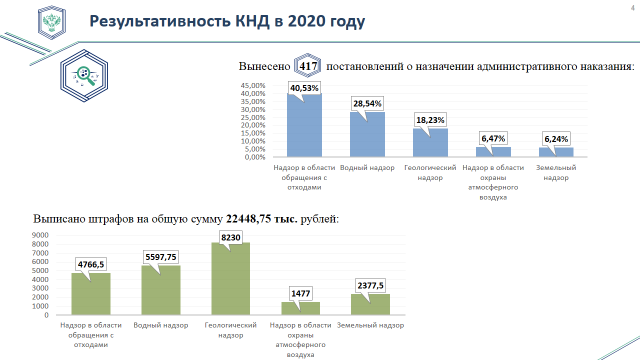 4
Результативность КНД в 2020 году
Вынесено 417 постановлений о назначении административного наказания:
45,00%
40,00%
35,00%
30,00%
25,00%
20,00%
15,00%
10,00%
5,00%
0,00%
40,53%
28,54%
18,23%
6,47%
6,24%
Надзор в области
обращения с
отходами
Водный надзор
Геологический
надзор
Надзор в области
охраны
атмосферного
воздуха
Земельный
надзор
Выписано штрафов на общую сумму 22448,75 тыс. рублей:
9000
8000
7000
6000
5000
4000
3000
2000
1000
0
4766,5
5597,75
8230
1477
2377,5
Надзор в области
обращения с
отходами
Водный надзор
Геологический
надзор
Надзор в области
охраны
атмосферного
воздуха
Земельный надзор